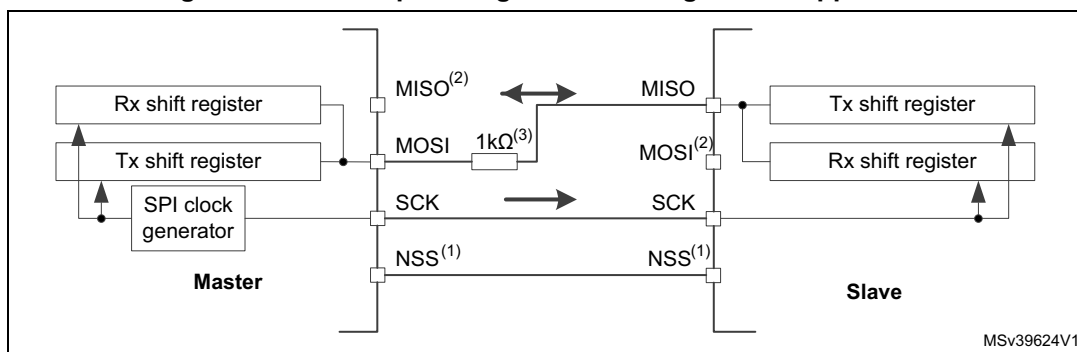 MISO(2)
MISO
Rx shift register
Tx shift register
MOSI
1kΩ(3)
MOSI(2)
Tx shift register
Rx shift register
SPI clock
generator
SCK
SCK
NSS(1)
NSS(1)
Master
Slave
MSv39624V1